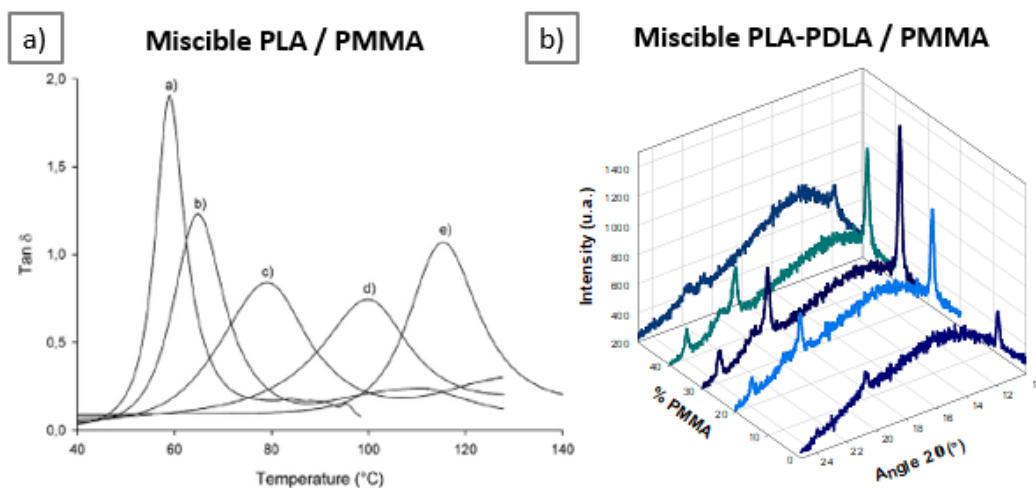 a)
Miscible PLA / PMMA
2,0
1,5
1,0
0,5
0,0
Tan δ
a)
b)
c)
d)
e)
40
60
80
100
120
140
Temperature (°C)
b)
Miscible PLA-PDLA / PMMA
1400
1200
1000
800
600
400
200
Intensity (u.a.)
40
30
20
10
0
% PMMA
24
22
20
18
16
14
12
Angle 2θ(°)